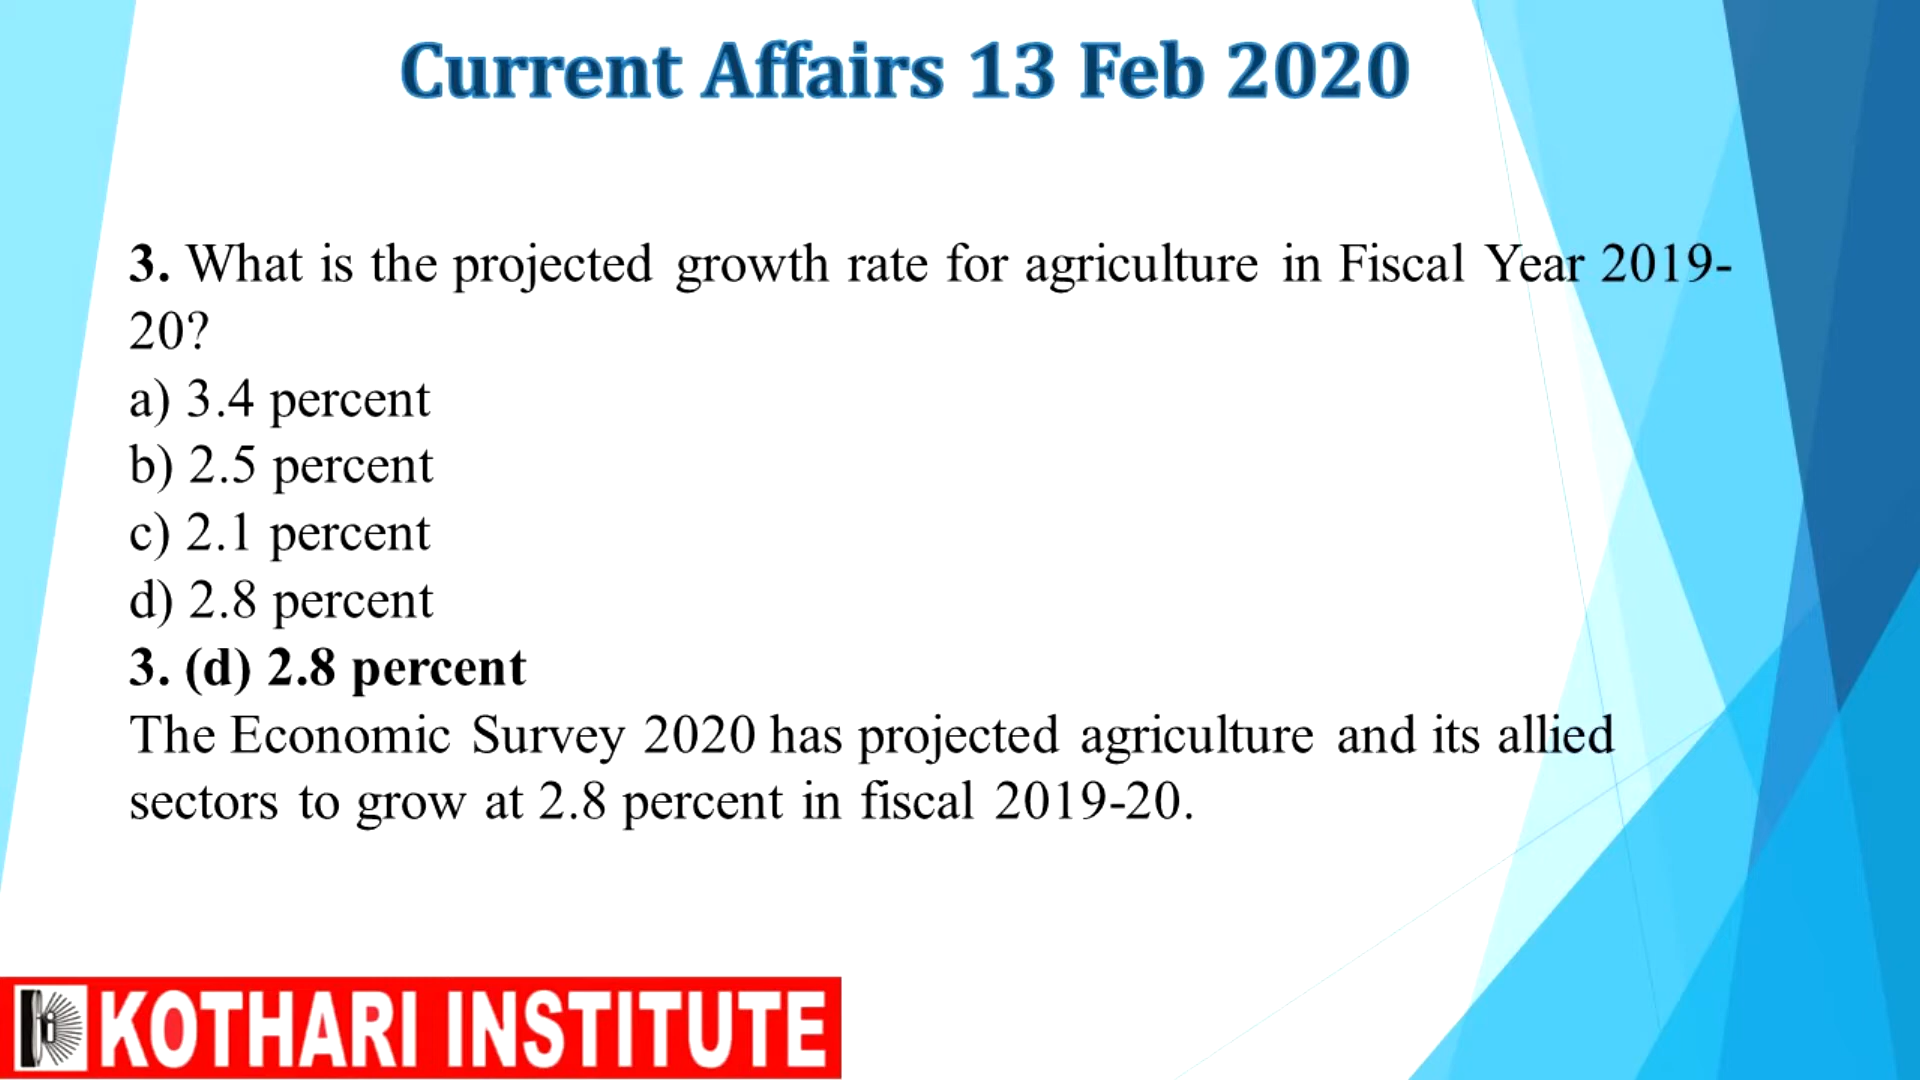 Current Affairs 13 Feb 2020
3. What is the projected growth rate for agriculture in Fiscal Year 2019-
20?
a) 3.4 percent
b) 2.5 percent
c) 2.1 percent
d) 2.8 percent
3. (d) 2.8 percent
The Economic Survey 2020 has projected agriculture and its allied
sectors to grow at 2.8 percent in fiscal 2019-20.
KOTHARI INSTITUTE